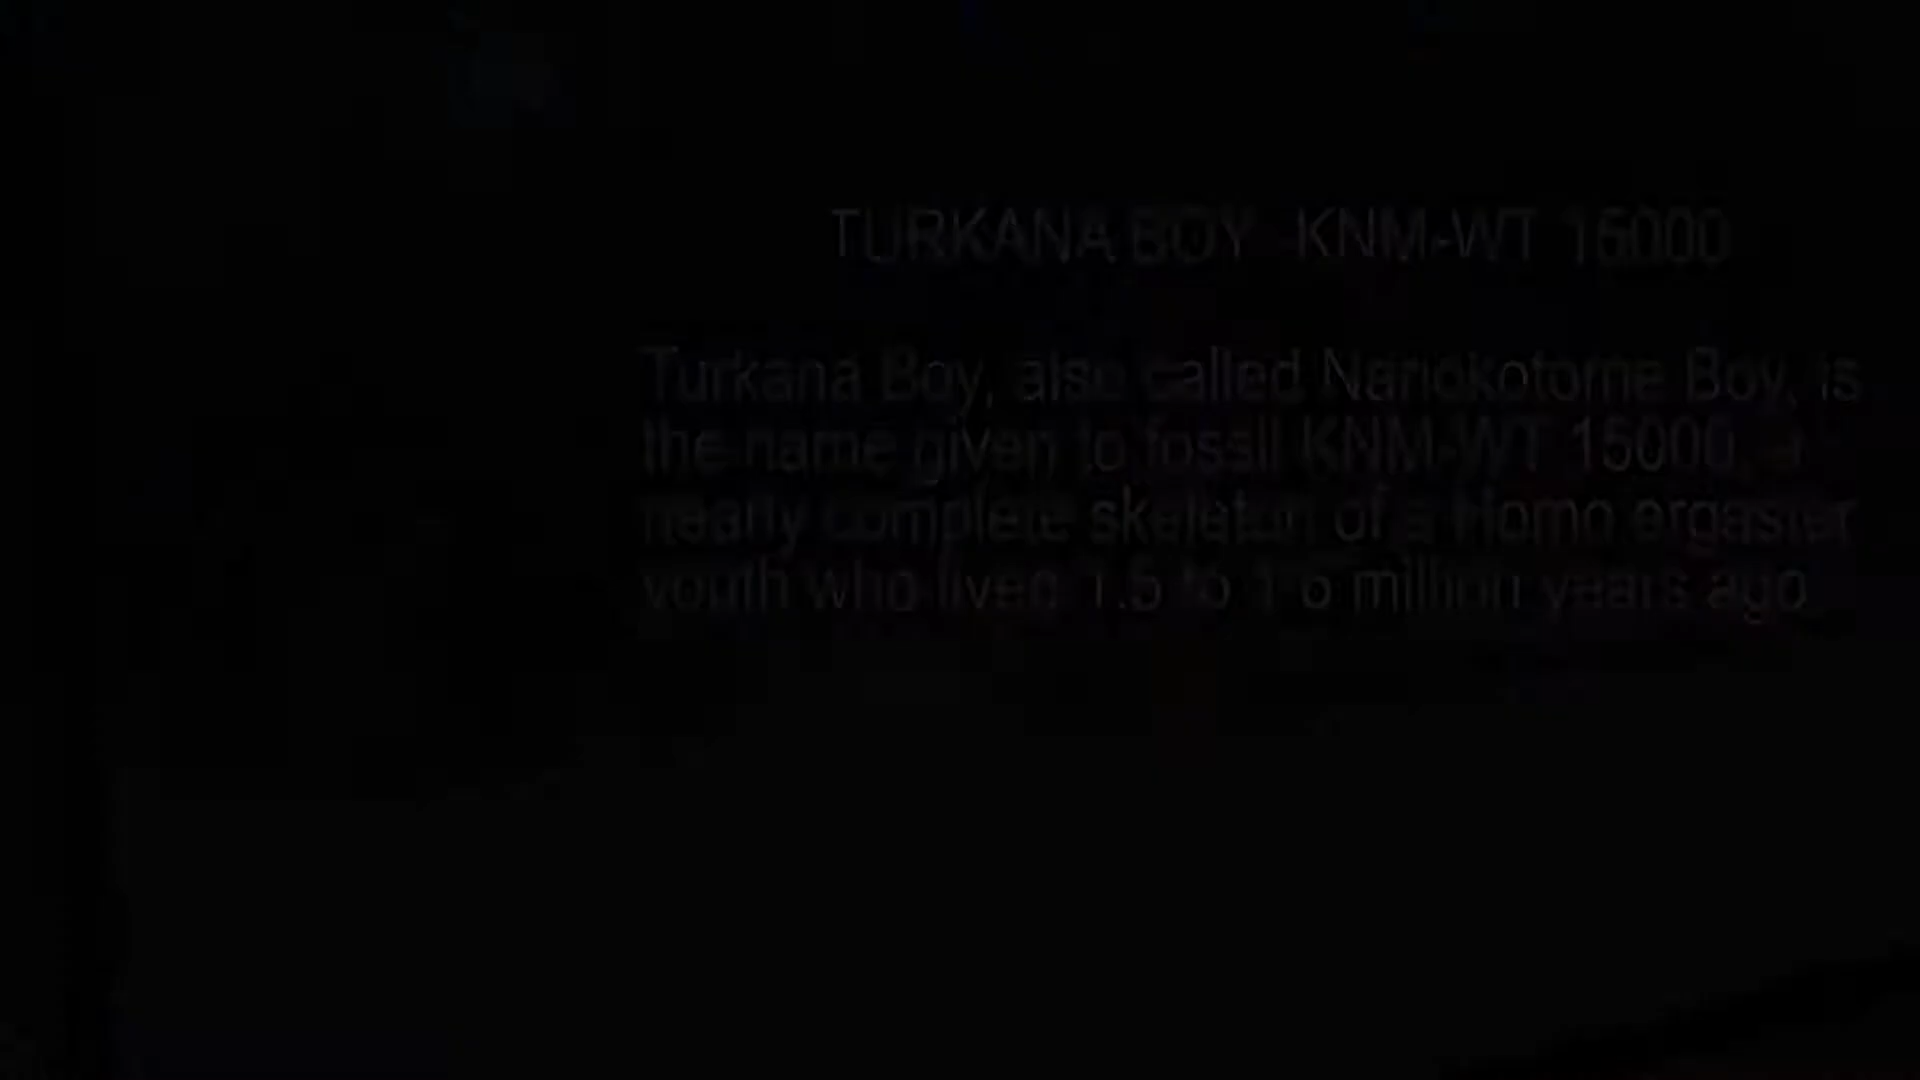 TURKANA BOY -KNM-WT 15000
Turkana Boy, also called Nariokotome Boy, is
the name given to fossil KNM-WT 15000, a
nearly complete skeleton of a Homo ergaster
youth who lived 1.5 to 1.6 million years ago